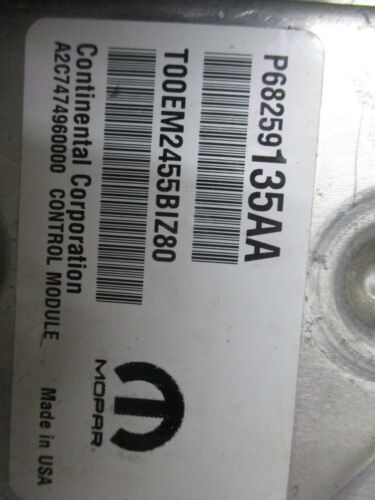 P68259135AA
T00EM2455BIZ80
Continental Corporation
A2C7474960000 CONTROL MODULE
Made in USA
MOPAR